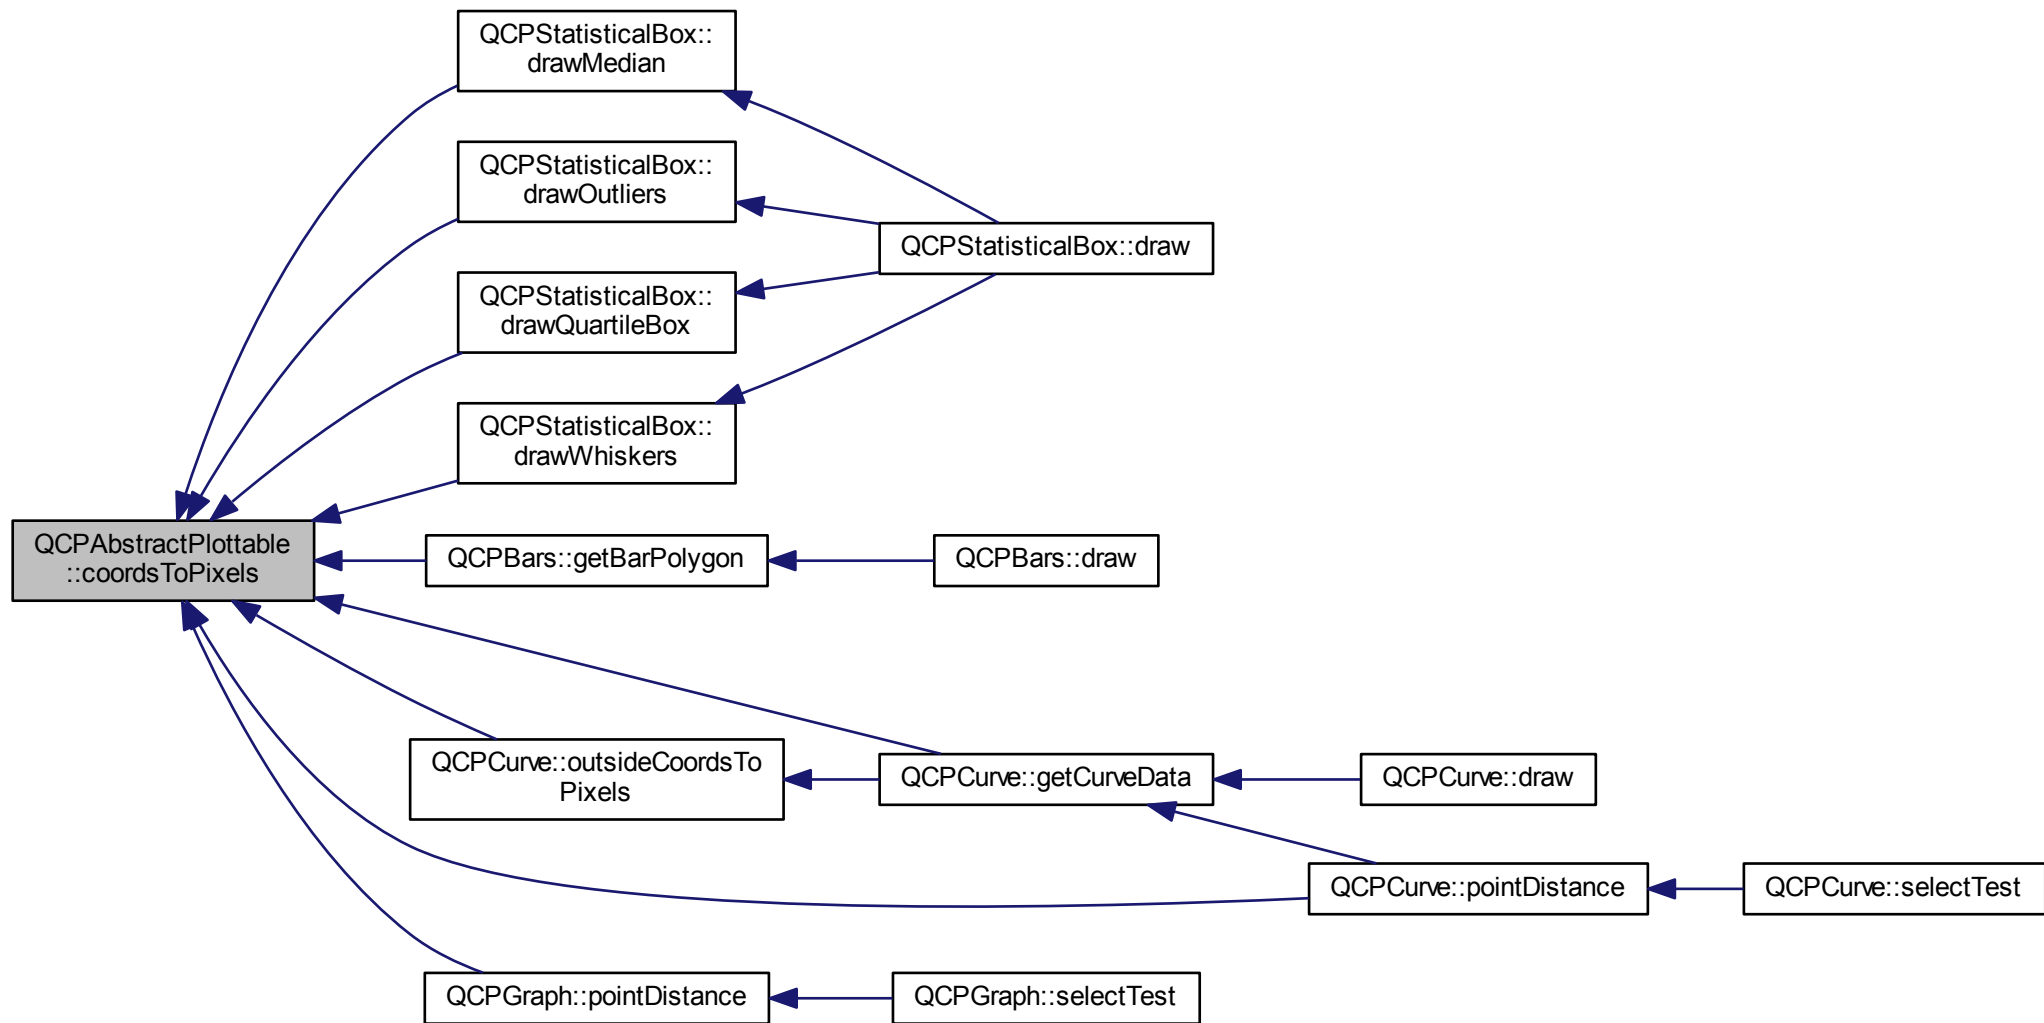 QCPStatisticalBox::
drawMedian
QCPStatisticalBox::
drawOutliers
QCPStatisticalBox::draw
QCPStatisticalBox::
drawQuartileBox
QCPStatisticalBox::
drawWhiskers
QCPAbstractPlottable
::coordsToPixels
QCPBars::getBarPolygon
QCPBars::draw
QCPCurve::outsideCoordsTo
Pixels
QCPCurve::getCurveData
QCPCurve::draw
QCPCurve::pointDistance
QCPCurve::selectTest
QCPGraph::pointDistance
QCPGraph::selectTest